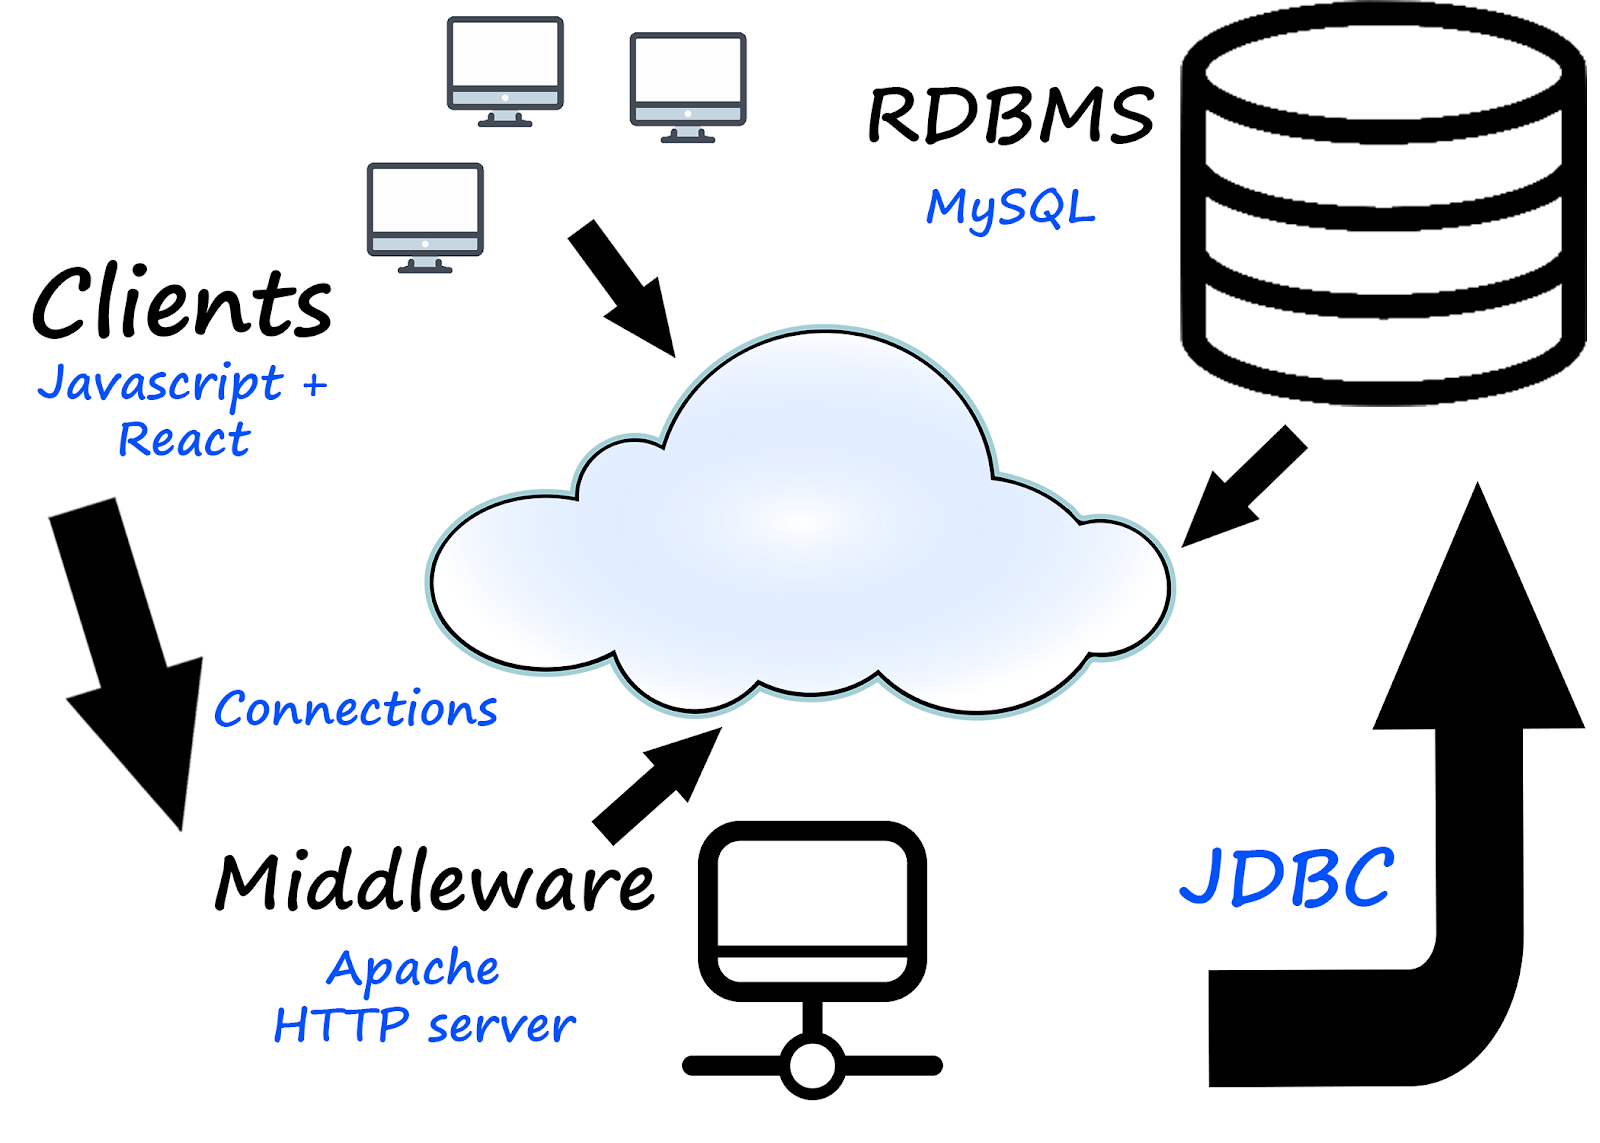 RDBMS
MySQL
Clients
Javascript +
React
Connections
Middleware
Apache
HTTP server
JDBC